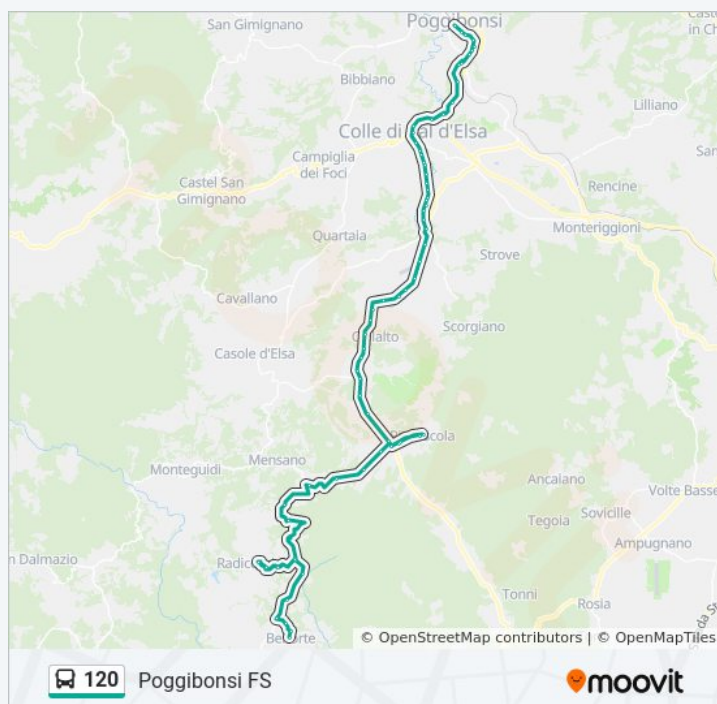 San Gimignano
Poggibonsi
Bibbiano
Lilliano
Colle di Val d'Elsa
Campiglia
dei Foci
Castel San
Gimignano
Rencine
Monteriggioni
Quartaia
Strove
Cavallano
Scorgiano
Casole d'Elsa
Mensano
Monteguidi
Ancaiano
Volte Basse
Tegoia
Sovicille
Ampugnano
Tonni
Rosia
© OpenStreetMap contributors | © OpenMapTiles
120
Poggibonsi FS
moovit